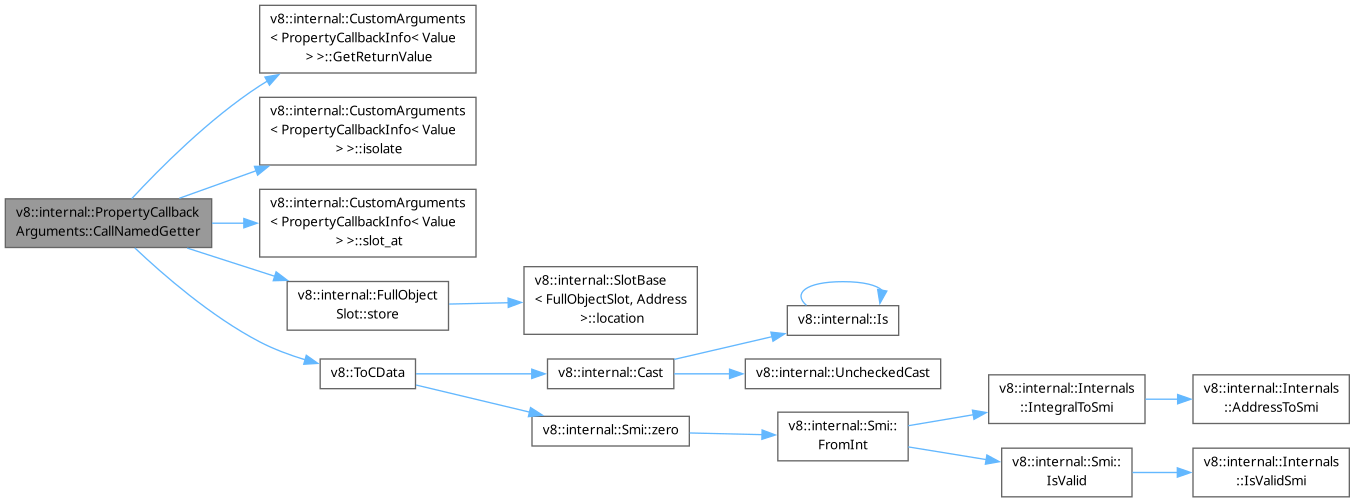 v8::internal::CustomArguments
< PropertyCallbackInfo< Value
> >::GetReturnValue
v8::internal::CustomArguments
< PropertyCallbackInfo< Value
> >::isolate
v8::internal::PropertyCallback
Arguments::CallNamedGetter
v8::internal::CustomArguments
< PropertyCallbackInfo< Value
> >::slot_at
v8::internal::FullObject
Slot::store
v8::internal::SlotBase
< FullObjectSlot, Address
>::location
v8::internal::Is
v8::ToCData
v8::internal::Cast
v8::internal::UncheckedCast
v8::internal::Smi::zero
v8::internal::Smi::
FromInt
v8::internal::Internals
::IntegralToSmi
v8::internal::Internals
::AddressToSmi
v8::internal::Smi::
IsValid
v8::internal::Internals
::IsValidSmi